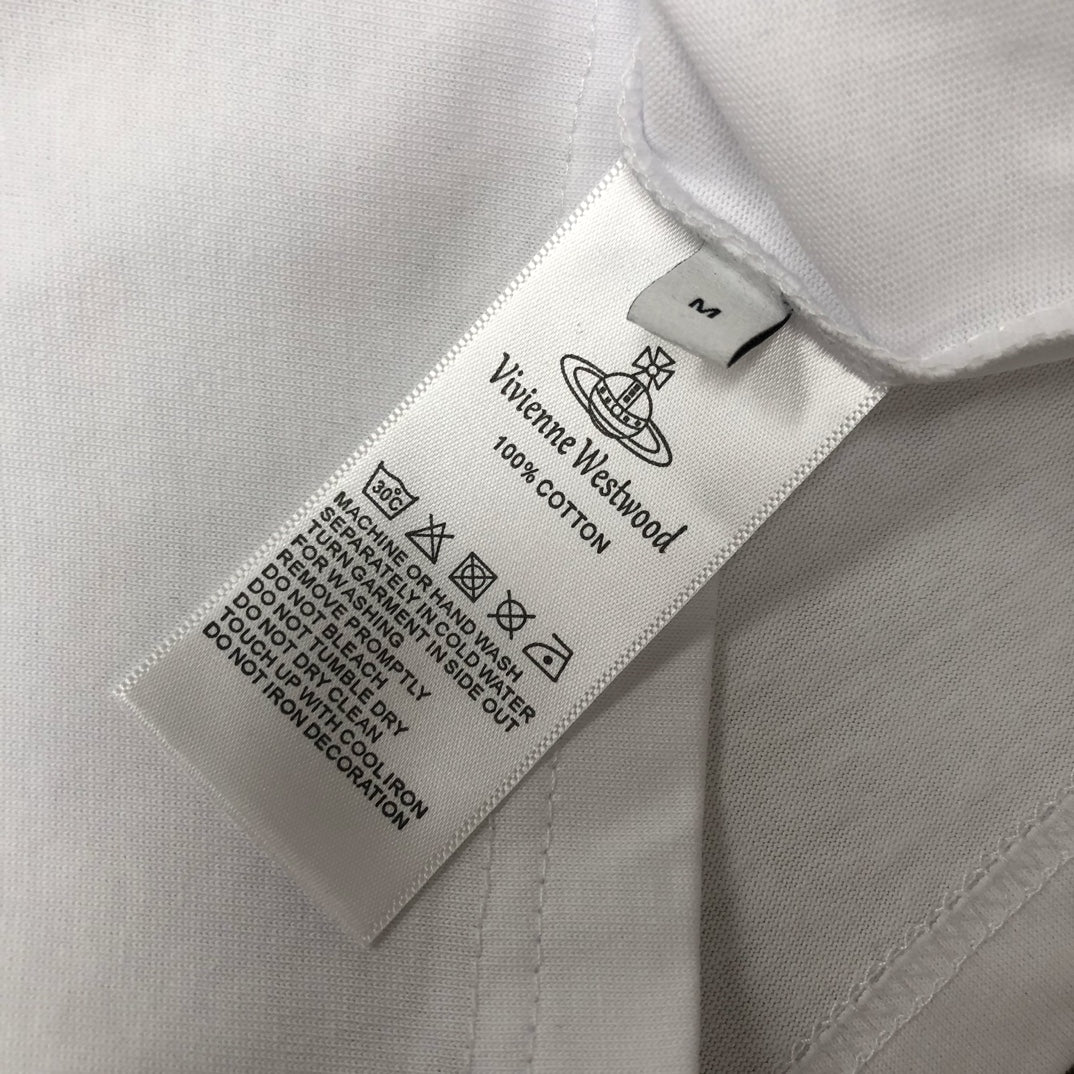 M
Vivienne Westwood
100% COTTON
30°C
MACHINE OR HAND WASH
SEPARATELY IN COLD WATER
TURN GARMENT IN SIDE OUT
FOR WASHING
REMOVE PROMPTLY
DO NOT BLEACH
DO NOT TUMBLE DRY
DO NOT DRY CLEAN
TOUCH UP WITH COOL IRON
DO NOT IRON DECORATION